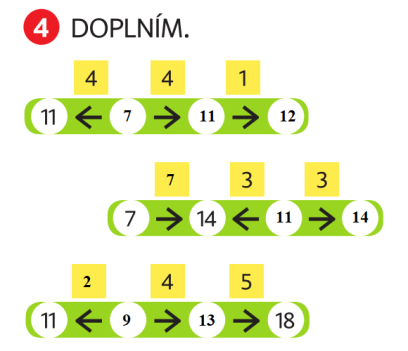 4 DOPLNÍM.
4 4 1
11 ← 7 → 11 → 12
7 3 3
7 → 14 ← 11 → 14
2 4 5
11 ← 9 → 13 → 18